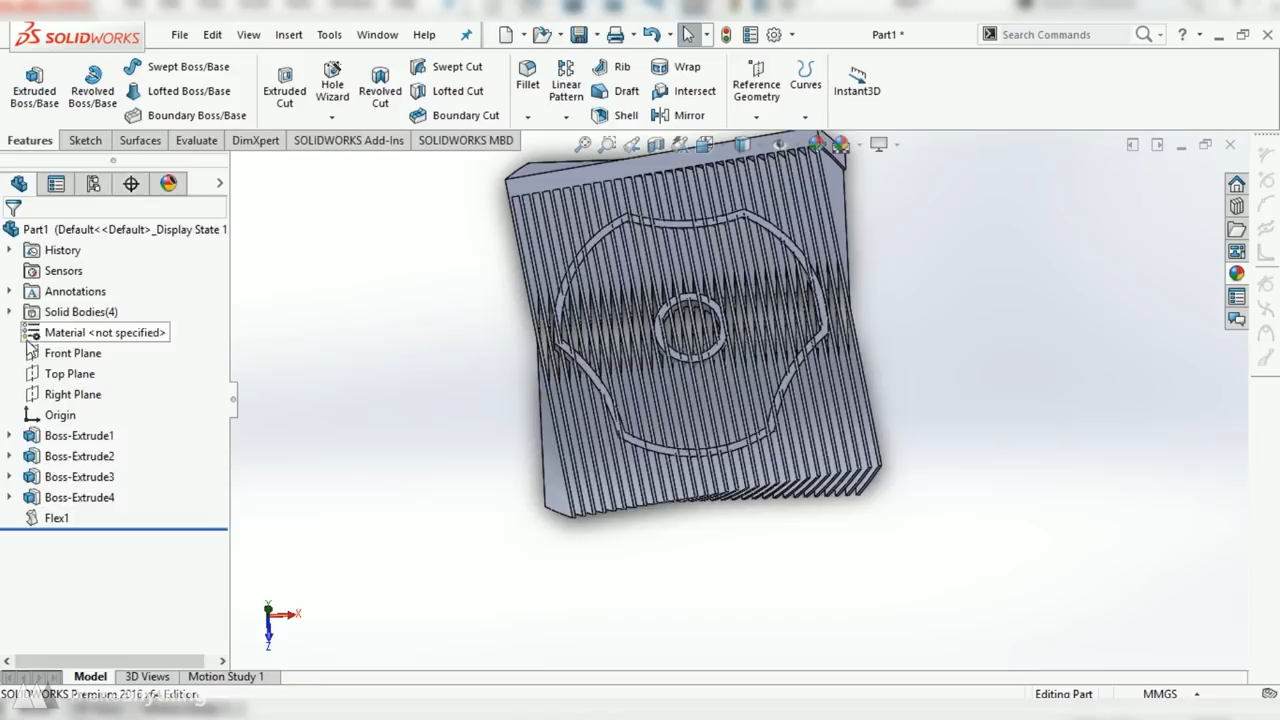 SOLIDWORKS File Edit View Insert Tools Window Help Part1 * Search Commands
Extruded Boss/Base
Revolved Boss/Base
Swept Boss/Base
Lofted Boss/Base
Boundary Boss/Base
Extruded Cut
Hole Wizard
Revolved Cut
Swept Cut
Lofted Cut
Boundary Cut
Fillet
Linear Pattern
Rib
Draft
Shell
Wrap
Intersect
Mirror
Reference Geometry
Curves
Instant3D
Features Sketch Surfaces Evaluate DimXpert SOLIDWORKS Add-Ins SOLIDWORKS MBD
Part1 (Default<<Default>_Display State 1
History
Sensors
Annotations
Solid Bodies(4)
Material <not specified>
Front Plane
Top Plane
Right Plane
Origin
Boss-Extrude1
Boss-Extrude2
Boss-Extrude3
Boss-Extrude4
Flex1
Y
X
Z
Model 3D Views Motion Study 1
SOLIDWORKS Premium 2016 x64 Edition Editing Part MMGS